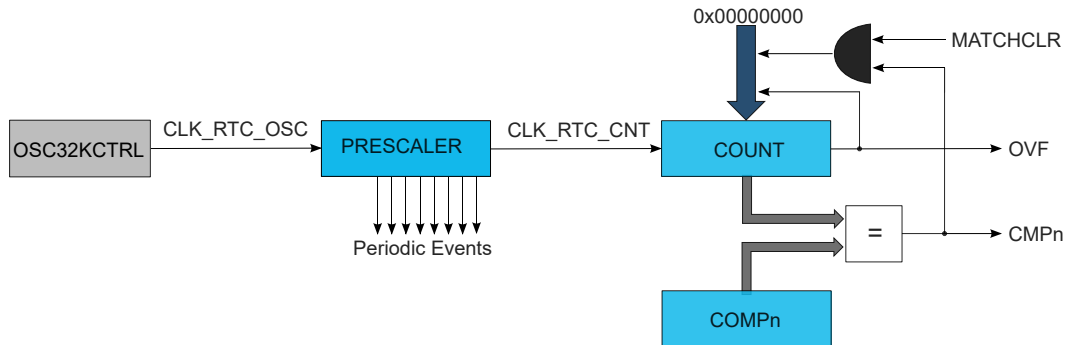 0x00000000
MATCHCLR
CLK_RTC_OSC
CLK_RTC_CNT
OSC32KCTRL
PRESCALER
COUNT
OVF
Periodic Events
=
CMPn
COMPn